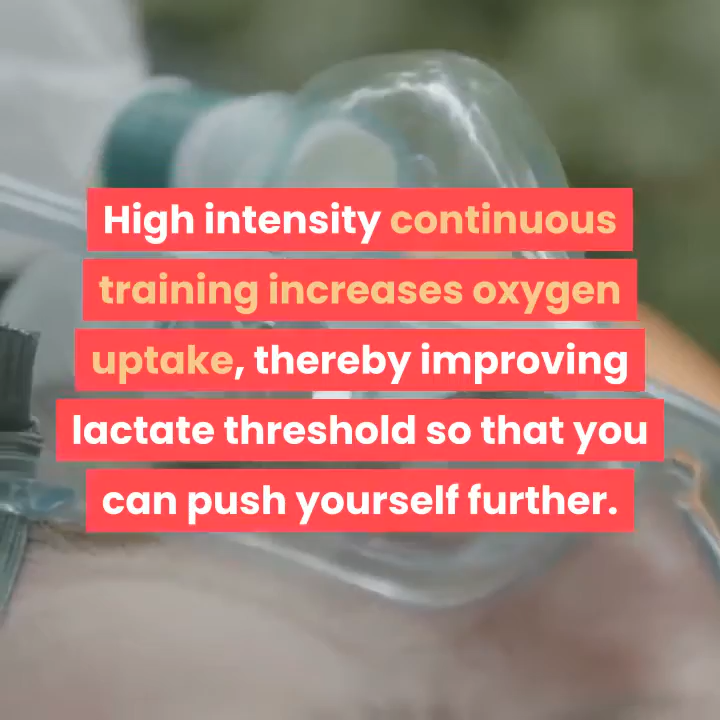 High intensity continuous
training increases oxygen
uptake, thereby improving
lactate threshold so that you
can push yourself further.